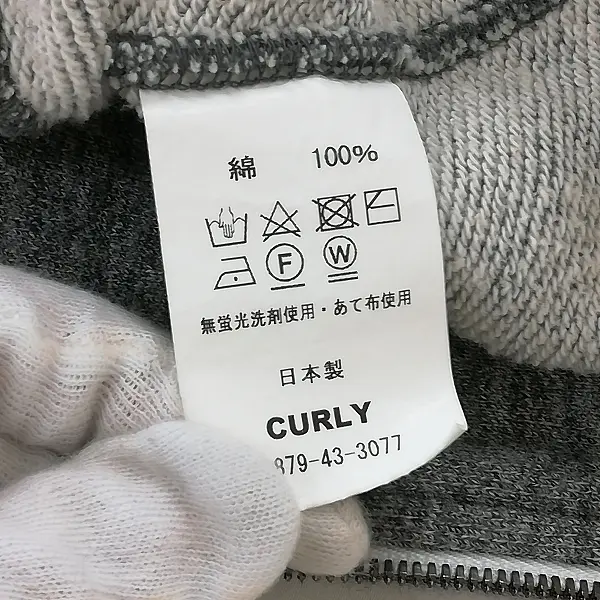 綿 100%
F W
無蛍光洗剤使用・あて布使用
日本製
CURLY
879-43-3077